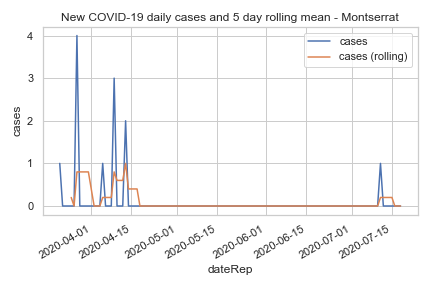 New COVID-19 daily cases and 5 day rolling mean - Montserrat
cases
cases (rolling)
cases
4
3
2
1
0
2020-04-01
2020-04-15
2020-05-01
2020-05-15
2020-06-01
2020-06-15
2020-07-01
2020-07-15
dateRep